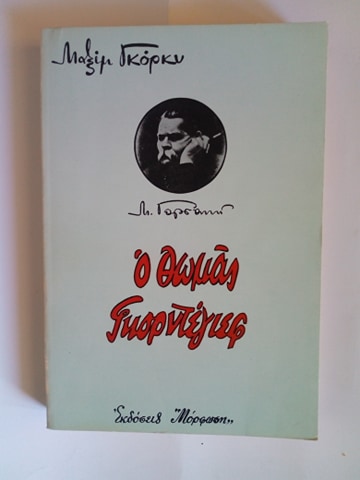 Μαξίμ Γκόρκυ
Μ. Горький
ὁ Θωμᾶς
Γκορντέγιεφ
Ἐκδόσεις "Μόρφωση,,